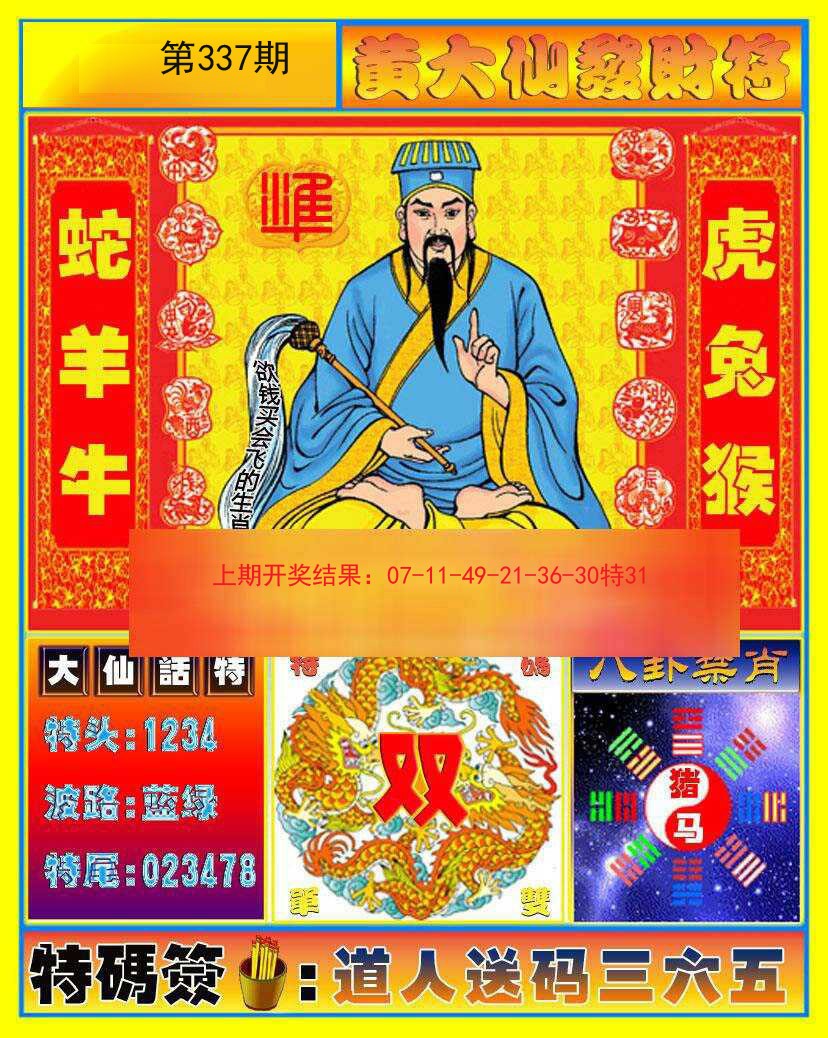 第337期
黄大仙發財符
蛇羊牛
虎兔猴
準
欲钱买会飞的生肖
上期开奖结果：07-11-49-21-36-30特31
大仙話特
特头:1234
波路:蓝绿
特尾:023478
特 碼
双
單 雙
八卦禁肖
猪
马
特碼簽:道人送码三六五